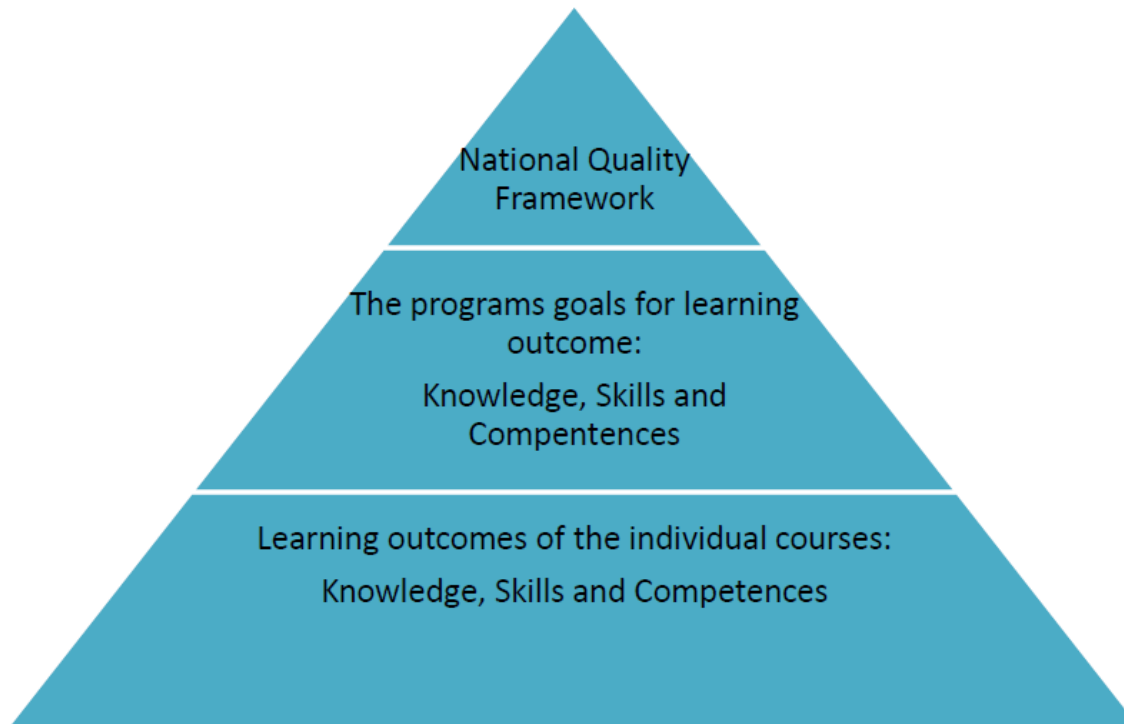 National Quality
Framework
The programs goals for learning
outcome:
Knowledge, Skills and
Compentences
Learning outcomes of the individual courses:
Knowledge, Skills and Competences